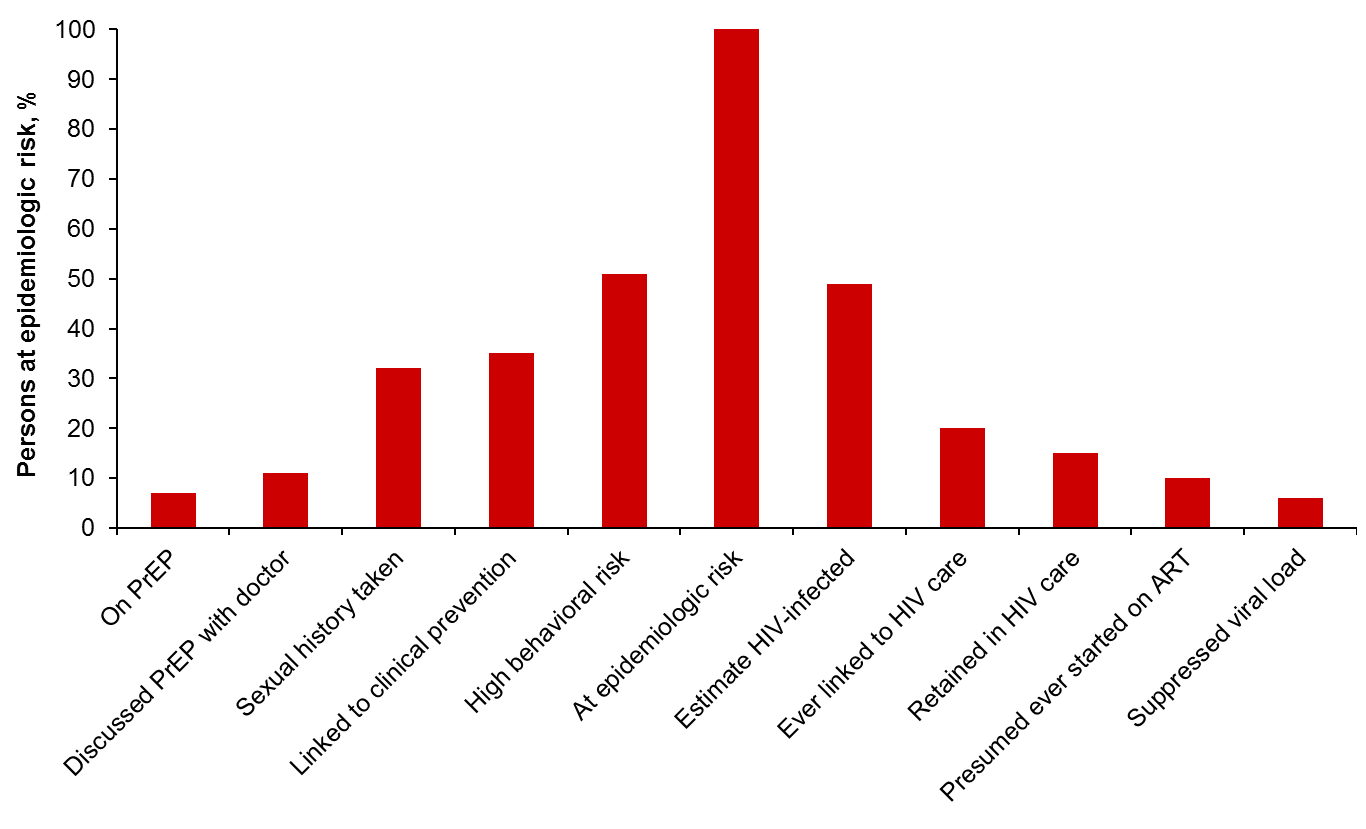 Persons at epidemiologic risk, %
100
90
80
70
60
50
40
30
20
10
0
On PrEP
Discussed PrEP with doctor
Sexual history taken
Linked to clinical prevention
High behavioral risk
At epidemiologic risk
Estimate HIV-infected
Ever linked to HIV care
Retained in HIV care
Presumed ever started on ART
Suppressed viral load